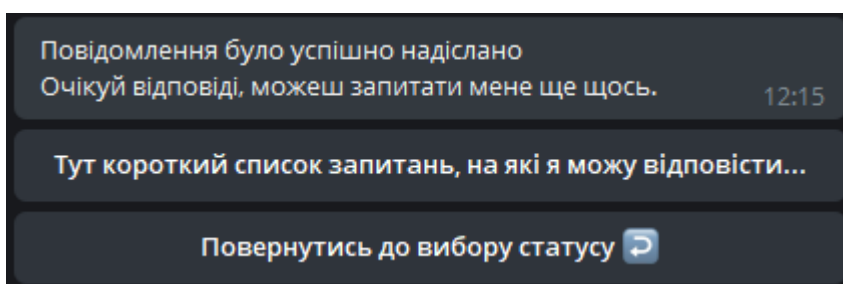 Повідомлення було успішно надіслано
Очікуй відповіді, можеш запитати мене ще щось.
12:15
Тут короткий список запитань, на які я можу відповісти...
Повернутись до вибору статусу ↩️